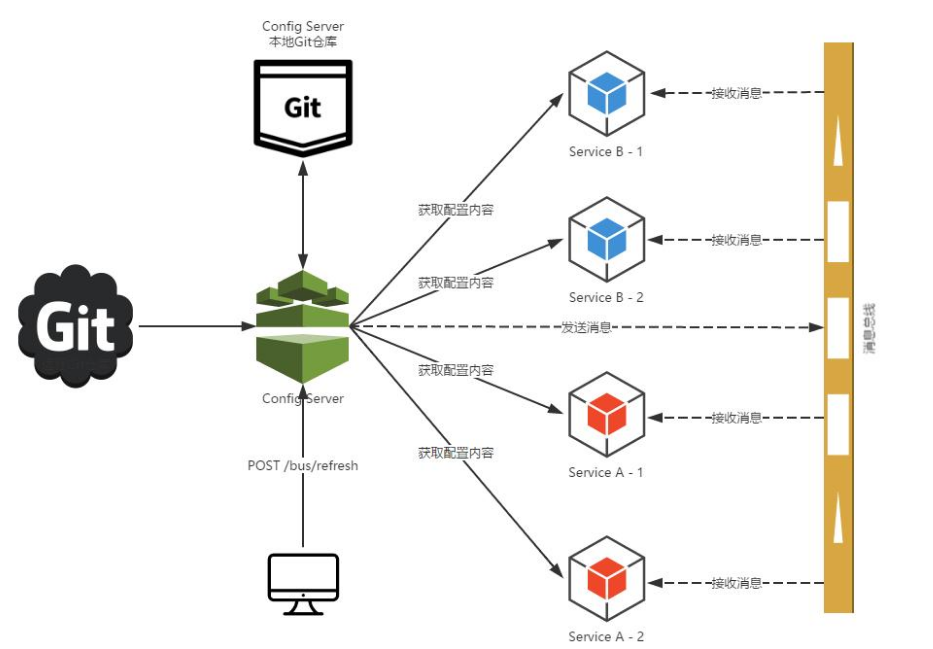 Config Server
本地Git仓库
Git
Service B - 1
接收消息
获取配置内容
Service B - 2
接收消息
获取配置内容
Git
发送消息
消息总线
Config Server
获取配置内容
Service A - 1
接收消息
POST /bus/refresh
获取配置内容
Service A - 2
接收消息